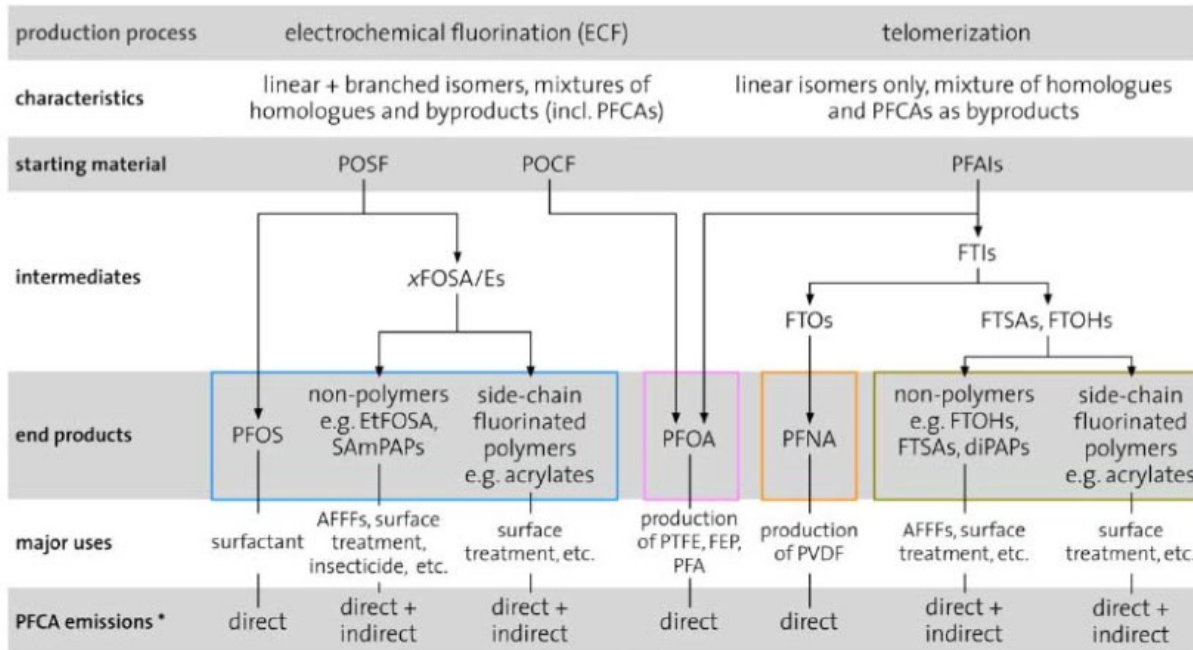 production process electrochemical fluorination (ECF) telomerization
characteristics linear + branched isomers, mixtures of linear isomers only, mixture of homologues
homologues and byproducts (incl. PFCAs) and PFCAs as byproducts
starting material POSF POCF PFAIs
FTIs
intermediates xFOSA/Es
FTOs FTSAs, FTOHs
non-polymers side-chain non-polymers side-chain
e.g. EtFOSA, fluorinated e.g. FTOHs, fluorinated
end products PFOS SAmPAPs polymers PFOA PFNA FTSAs, diPAPs polymers
e.g. acrylates e.g. acrylates
AFFFs, surface production
major uses surfactant treatment, surface of PTFE, FEP, production AFFFs, surface surface
insecticide, etc. treatment, etc. PFA of PVDF treatment, etc. treatment, etc.
PFCA emissions * direct direct + direct + direct direct direct + direct +
indirect indirect indirect indirect